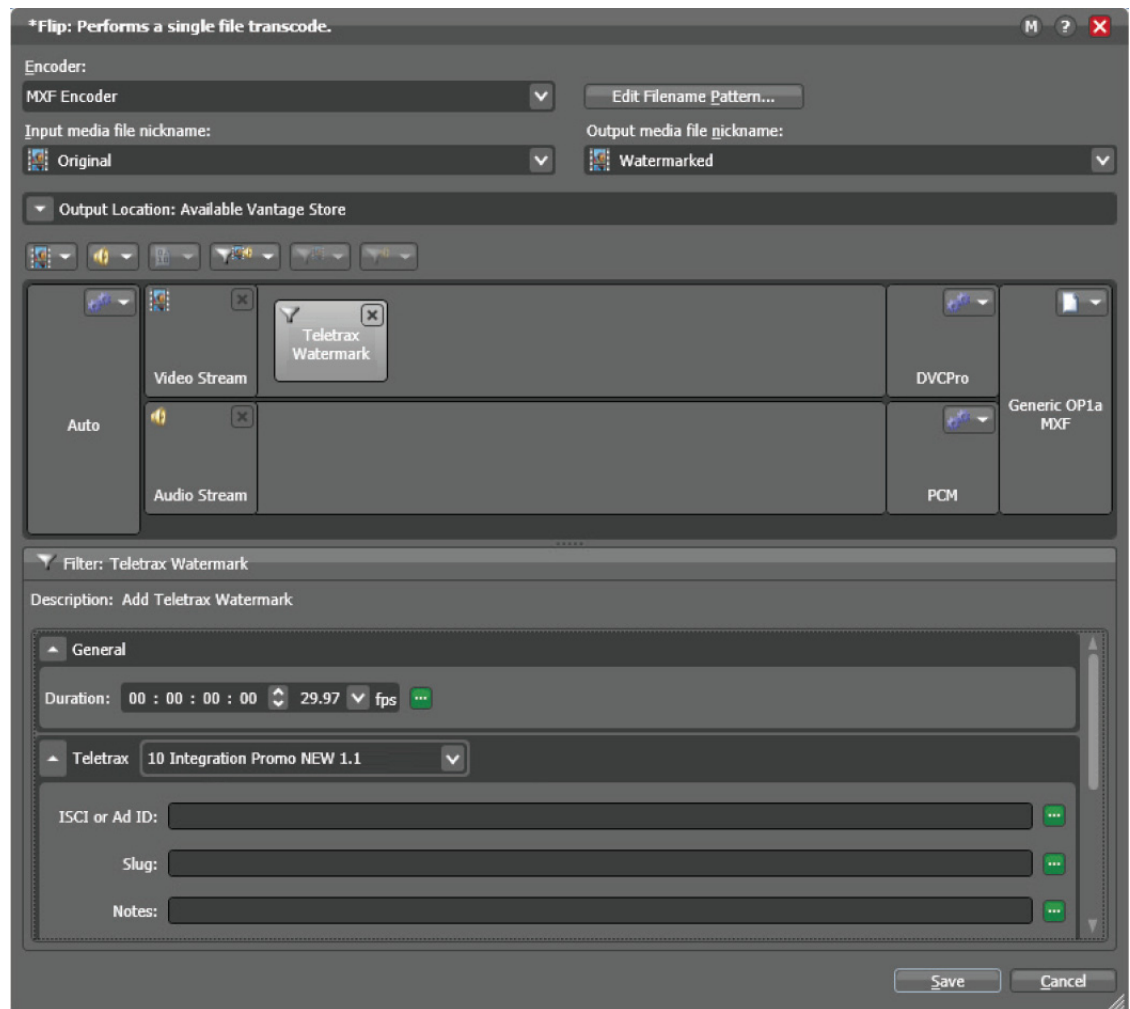 *Flip: Performs a single file transcode.
M ?
Encoder:
MXF Encoder
Edit Filename Pattern...
Input media file nickname:
Output media file nickname:
Original
Watermarked
Output Location: Available Vantage Store
Teletrax
Watermark
Video Stream
DVCPro
Auto
Generic OP1a
MXF
Audio Stream
PCM
Filter: Teletrax Watermark
Description: Add Teletrax Watermark
General
Duration: 00 : 00 : 00 : 00 29.97 fps
Teletrax 10 Integration Promo NEW 1.1
ISCI or Ad ID:
Slug:
Notes:
Save Cancel